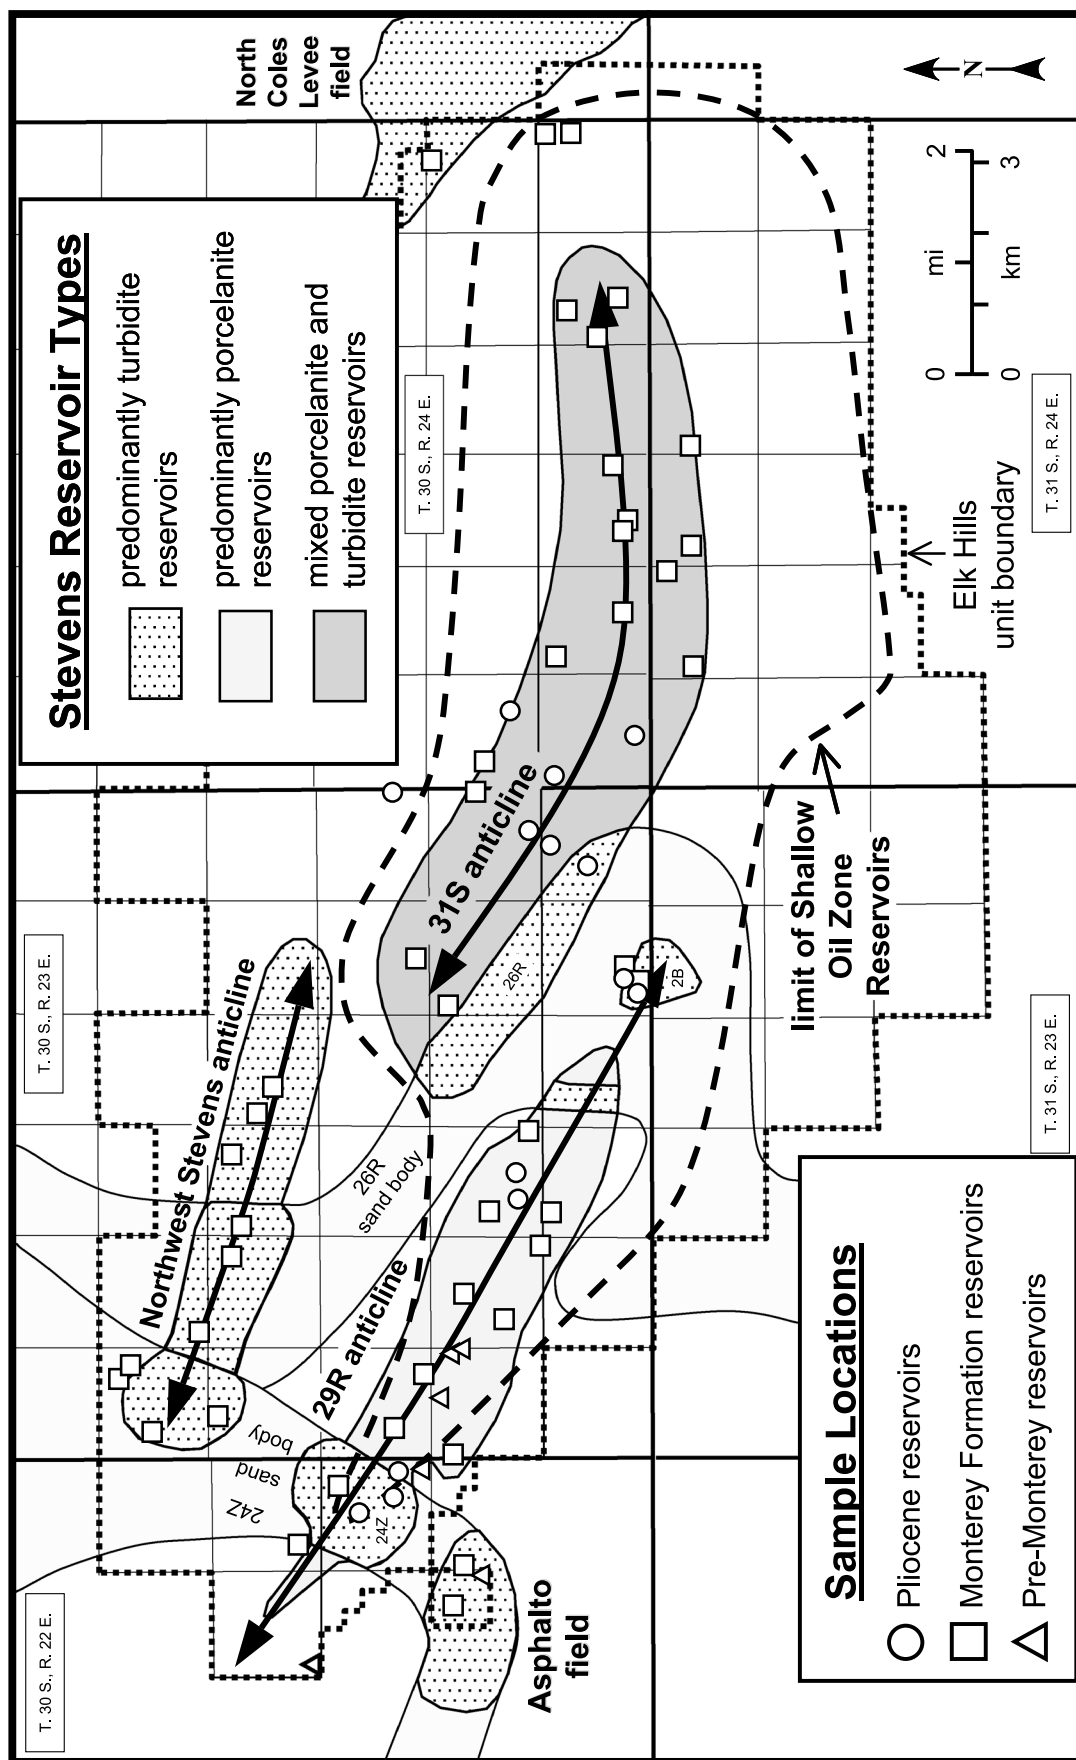 Stevens Reservoir Types
predominantly turbidite
reservoirs
predominantly porcelanite
reservoirs
mixed porcelanite and
turbidite reservoirs
North
Coles
Levee
field
N
T. 30 S., R. 22 E.
T. 30 S., R. 23 E.
T. 30 S., R. 24 E.
Northwest Stevens anticline
29R anticline
31S anticline
26R
sand body
24Z
sand
body
24Z
26R
2B
Asphalto
field
limit of Shallow
Oil Zone
Reservoirs
Elk Hills
unit boundary
0
2
mi
km
0
3
T. 31 S., R. 23 E.
T. 31 S., R. 24 E.
Sample Locations
Pliocene reservoirs
Monterey Formation reservoirs
Pre-Monterey reservoirs